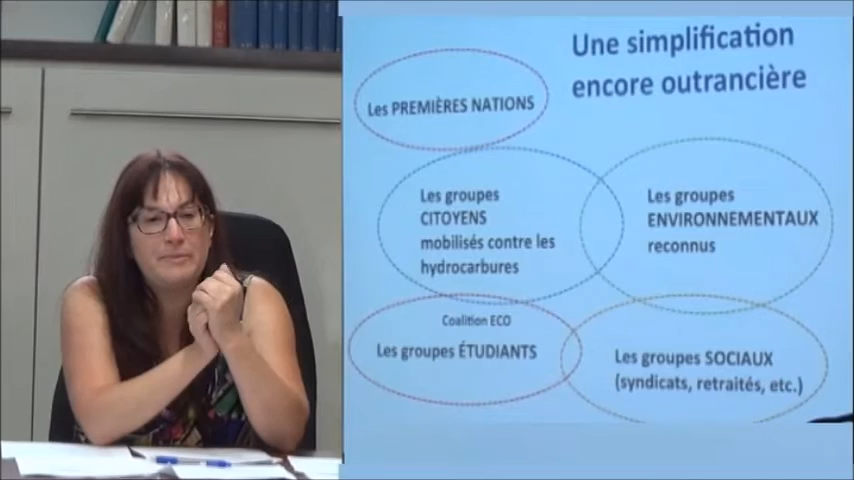 Une simplification
encore outrancière
Les PREMIÈRES NATIONS
Les groupes
CITOYENS
mobilisés contre les
hydrocarbures
Les groupes
ENVIRONNEMENTAUX
reconnus
Coalition ECO
Les groupes ÉTUDIANTS
Les groupes SOCIAUX
(syndicats, retraités, etc.)